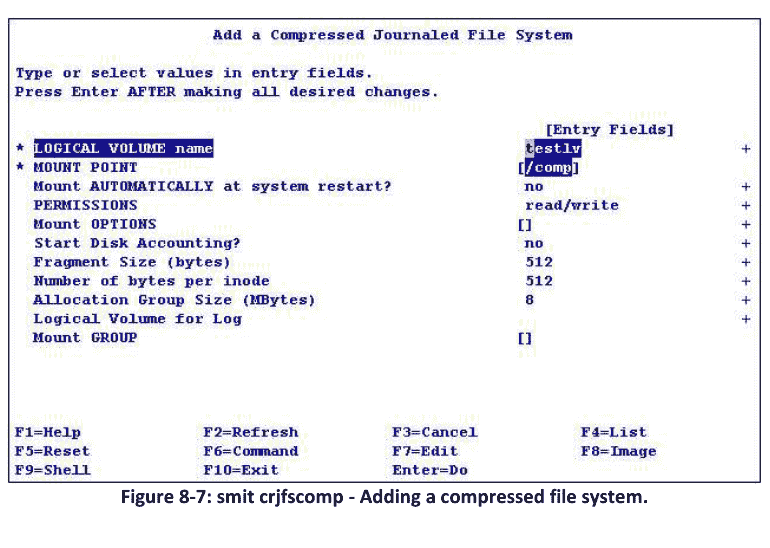 Add a Compressed Journaled File System
Type or select values in entry fields.
Press Enter AFTER making all desired changes.
[Entry Fields]
* LOGICAL VOLUME name testlv +
* MOUNT POINT [/comp]
Mount AUTOMATICALLY at system restart? no +
PERMISSIONS read/write +
Mount OPTIONS [] +
Start Disk Accounting? no +
Fragment Size (bytes) 512 +
Number of bytes per inode 512 +
Allocation Group Size (MBytes) 8 +
Logical Volume for Log +
Mount GROUP []
F1=Help F2=Refresh F3=Cancel F4=List
F5=Reset F6=Command F7=Edit F8=Image
F9=Shell F10=Exit Enter=Do
Figure 8-7: smit crjfscomp - Adding a compressed file system.